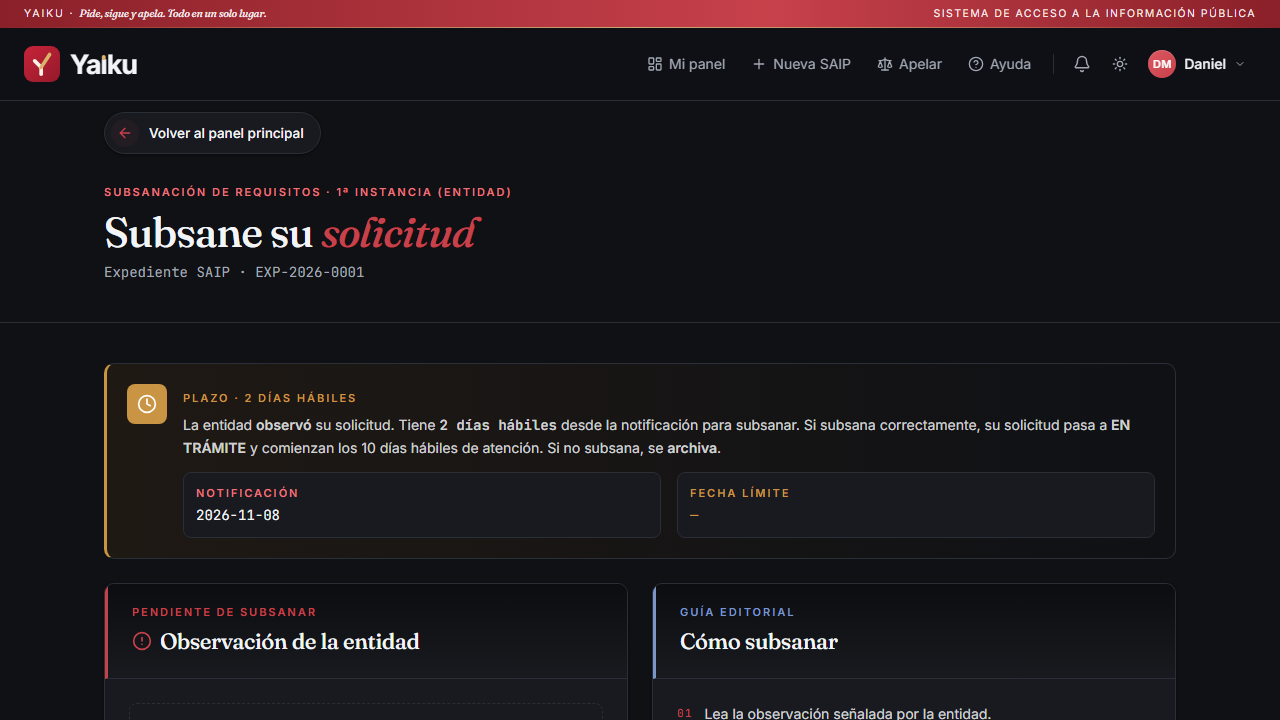 YAIKU · Pide, sigue y apela. Todo en un solo lugar.
SISTEMA DE ACCESO A LA INFORMACIÓN PÚBLICA
Yaiku
Mi panel
Nueva SAIP
Apelar
Ayuda
DM
Daniel
Volver al panel principal
SUBSANACIÓN DE REQUISITOS · 1ª INSTANCIA (ENTIDAD)
Subsane su solicitud
Expediente SAIP · EXP-2026-0001
PLAZO · 2 DÍAS HÁBILES
La entidad observó su solicitud. Tiene 2 días hábiles desde la notificación para subsanar. Si subsana correctamente, su solicitud pasa a EN
TRÁMITE y comienzan los 10 días hábiles de atención. Si no subsana, se archiva.
NOTIFICACIÓN
2026-11-08
FECHA LÍMITE
—
PENDIENTE DE SUBSANAR
Observación de la entidad
GUÍA EDITORIAL
Cómo subsanar
01 Lea la observación señalada por la entidad.